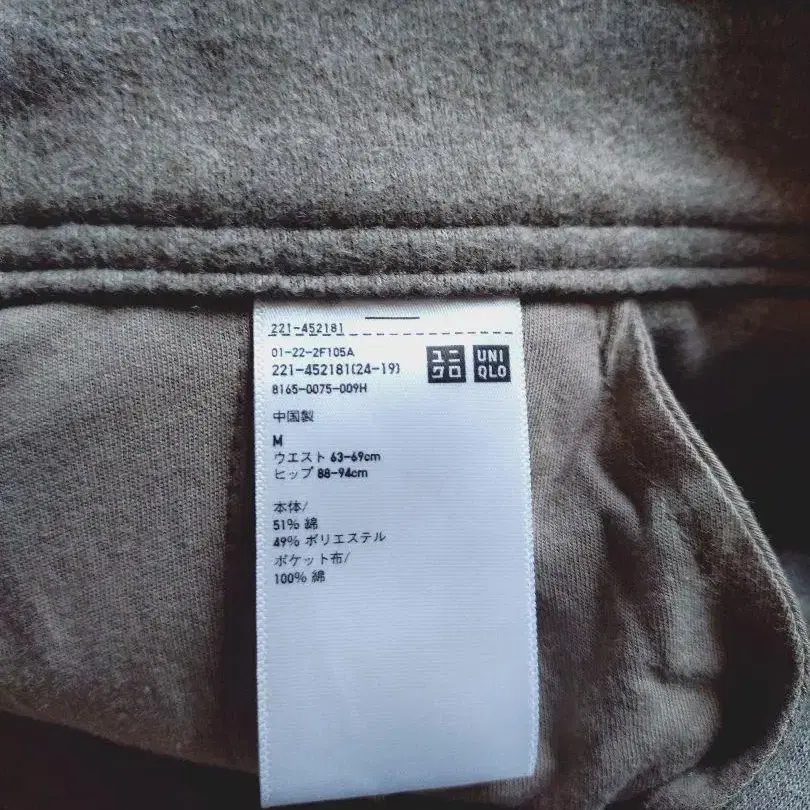 221-452181
01-22-2F105A
221-452181(24-19)
8165-0075-009H
ユニクロ
UNIQLO
中国製
M
ウエスト 63-69cm
ヒップ 88-94cm
本体/
51% 綿
49% ポリエステル
ポケット布/
100% 綿